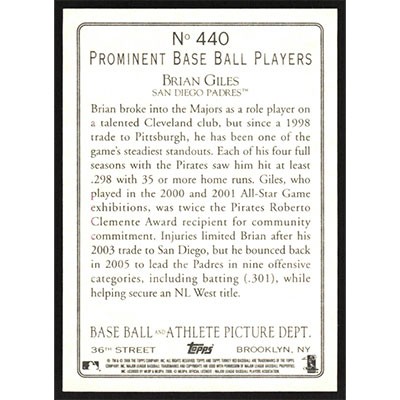 Nº 440
PROMINENT BASE BALL PLAYERS
BRIAN GILES
SAN DIEGO PADRES™
Brian broke into the Majors as a role player on
a talented Cleveland club, but since a 1998
trade to Pittsburgh, he has been one of the
game's steadiest standouts. Each of his four full
seasons with the Pirates saw him hit at least
.298 with 35 or more home runs. Giles, who
played in the 2000 and 2001 All-Star Game
exhibitions, was twice the Pirates Roberto
Clemente Award recipient for community
commitment. Injuries limited Brian after his
2003 trade to San Diego, but he bounced back
in 2005 to lead the Padres in nine offensive
categories, including batting (.301), while
helping secure an NL West title.
BASE BALL AND ATHLETE PICTURE DEPT.
36TH STREET Topps BROOKLYN, NY